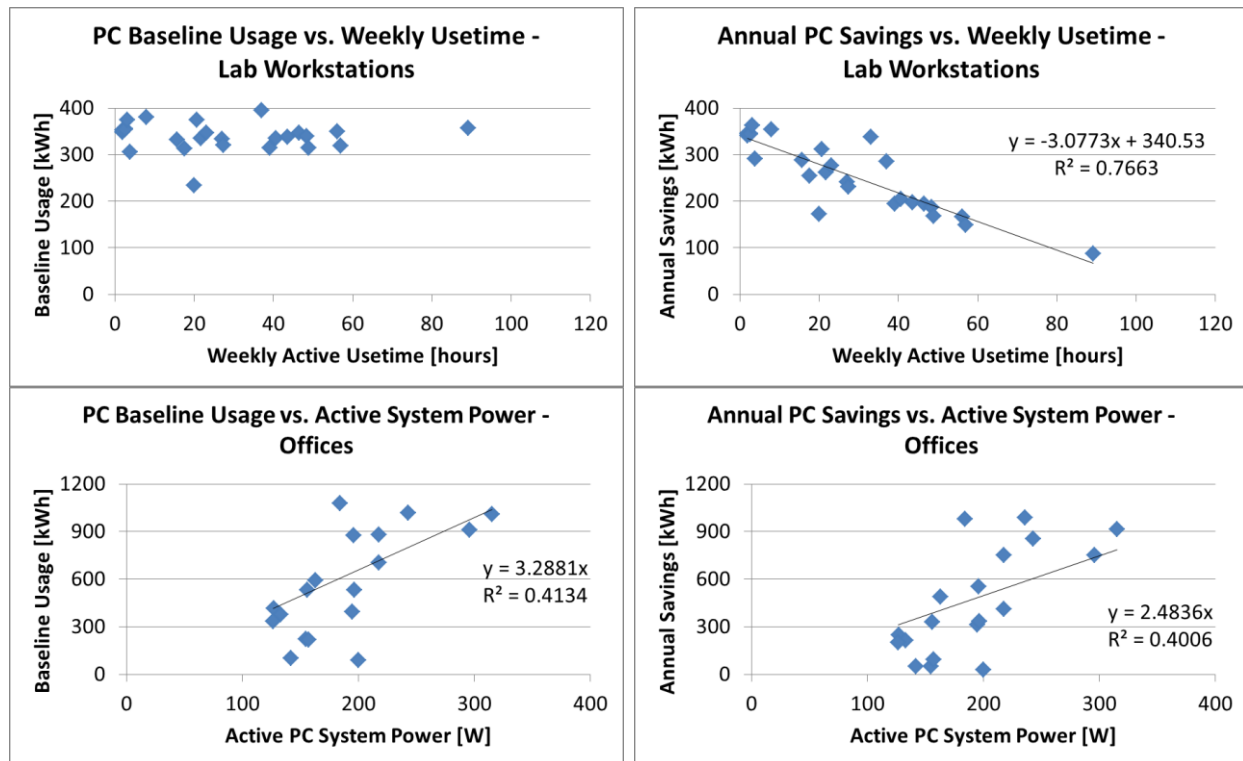 PC Baseline Usage vs. Weekly Usetime -
Lab Workstations
Baseline Usage [kWh]
400
300
200
100
0
0 20 40 60 80 100 120
Weekly Active Usetime [hours]
Annual PC Savings vs. Weekly Usetime -
Lab Workstations
Annual Savings [kWh]
400
300
200
100
0
y = -3.0773x + 340.53
R² = 0.7663
0 20 40 60 80 100 120
Weekly Active Usetime [hours]
PC Baseline Usage vs. Active System Power -
Offices
Baseline Usage [kWh]
1200
900
600
300
0
y = 3.2881x
R² = 0.4134
0 100 200 300 400
Active PC System Power [W]
Annual PC Savings vs. Active System Power -
Offices
Annual Savings [kWh]
1200
900
600
300
0
y = 2.4836x
R² = 0.4006
0 100 200 300 400
Active PC System Power [W]